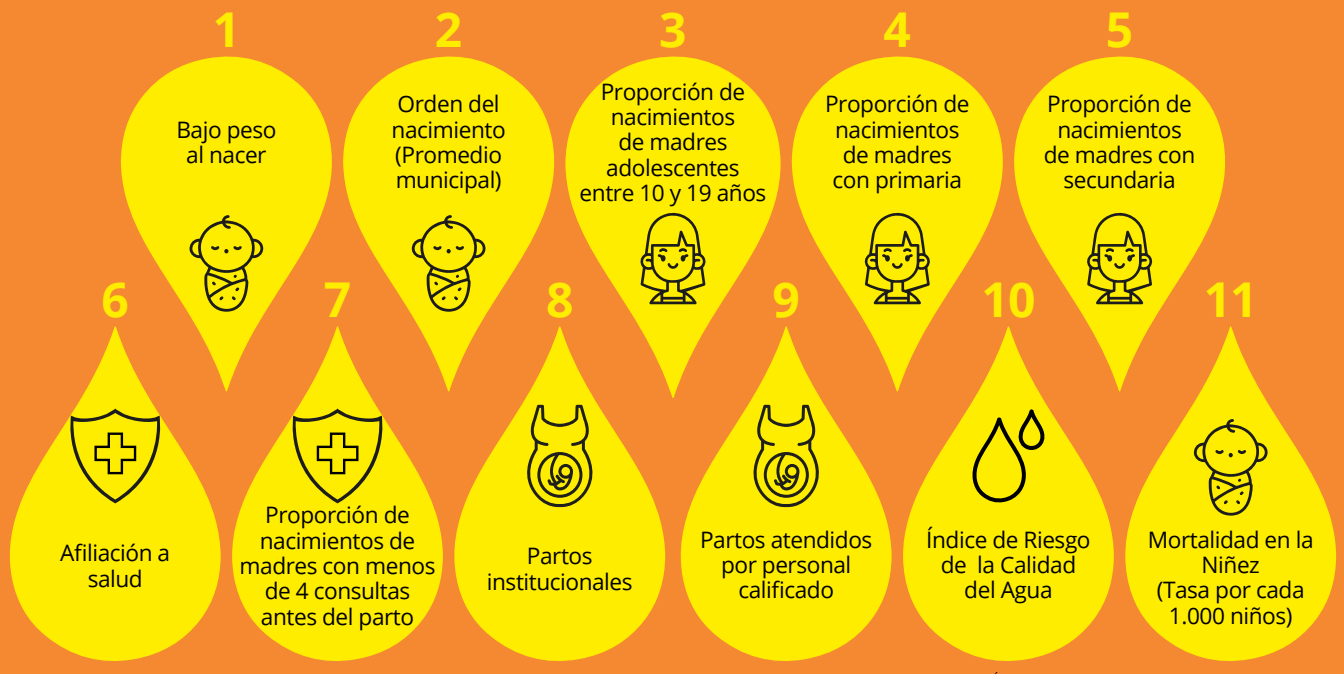 1
Bajo peso
al nacer
2
Orden del
nacimiento
(Promedio
municipal)
3
Proporción de
nacimientos
de madres
adolescentes
entre 10 y 19 años
4
Proporción de
nacimientos
de madres
con primaria
5
Proporción de
nacimientos
de madres con
secundaria
6
Afiliación a
salud
7
Proporción de
nacimientos de
madres con menos
de 4 consultas
antes del parto
8
Partos
institucionales
9
Partos atendidos
por personal
calificado
10
Índice de Riesgo
de la Calidad
del Agua
11
Mortalidad en la
Niñez
(Tasa por cada
1.000 niños)